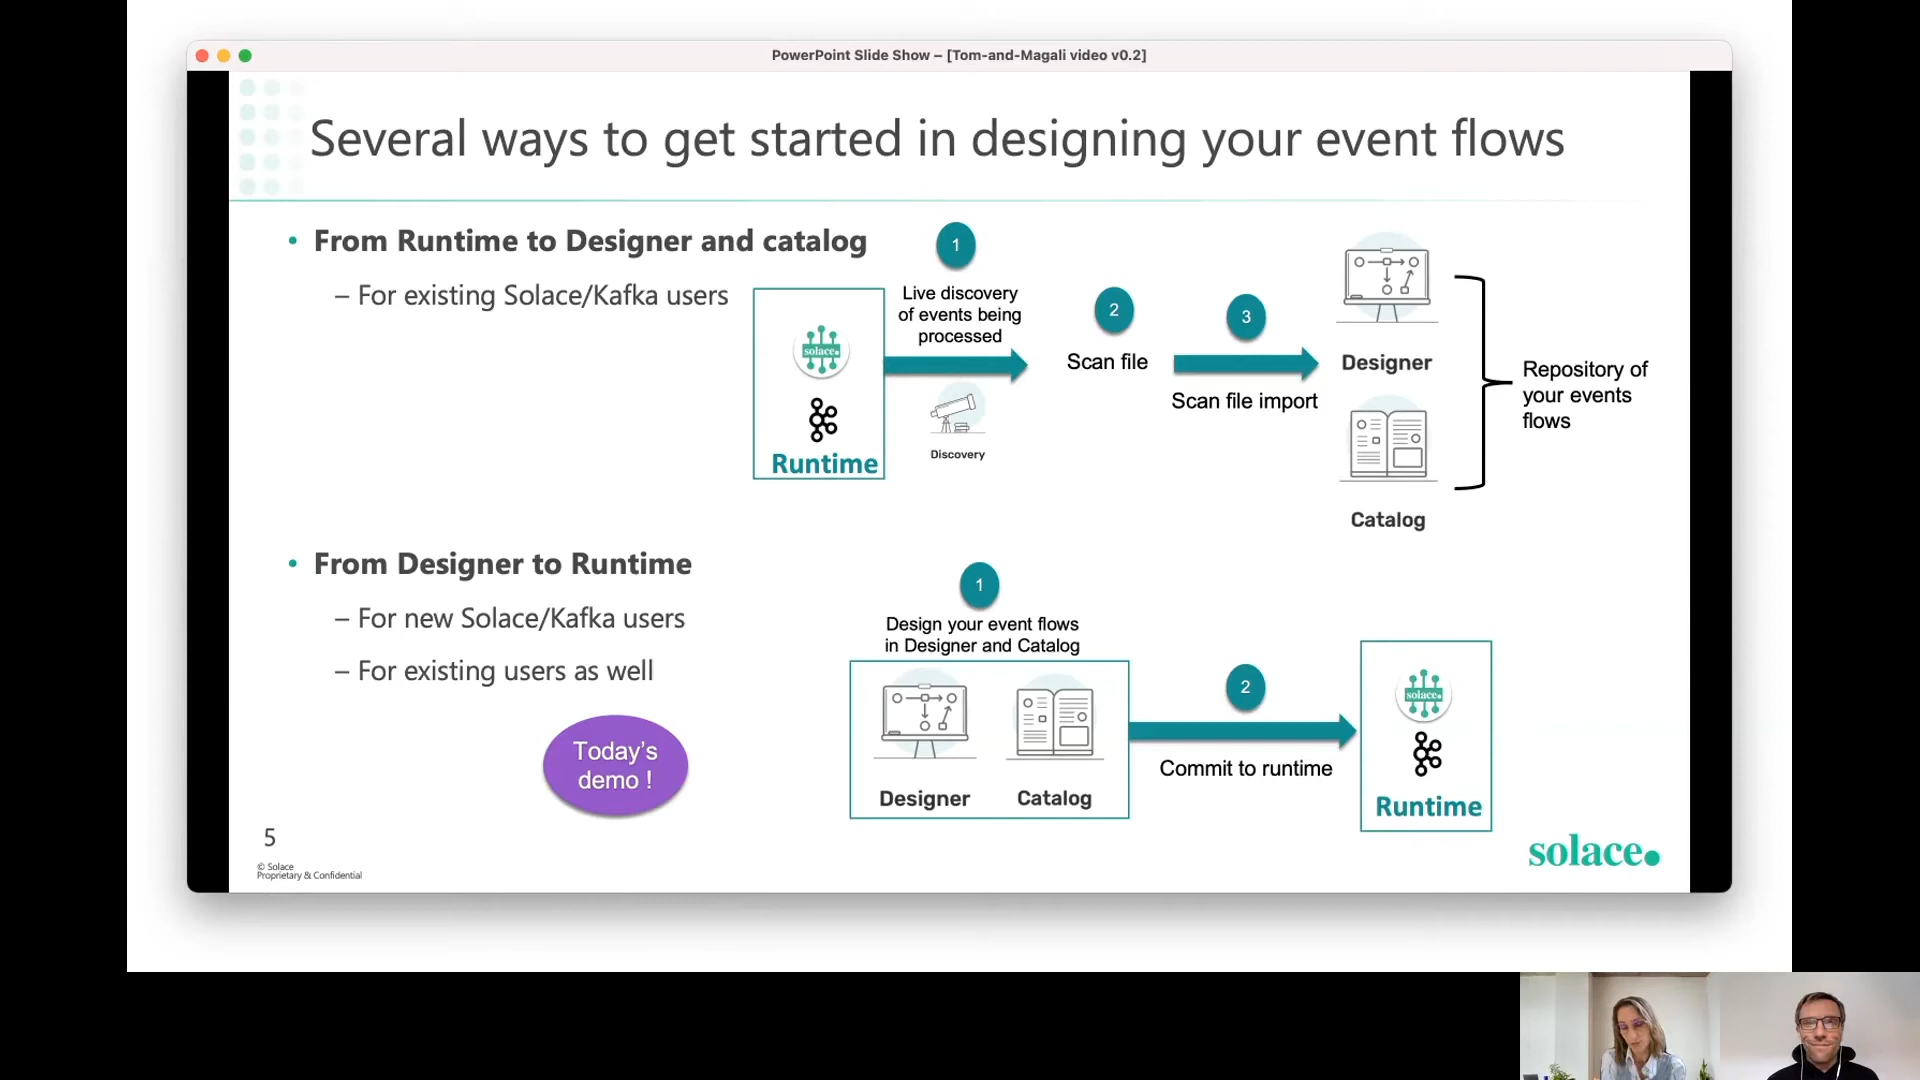 PowerPoint Slide Show – [Tom-and-Magali video v0.2]
Several ways to get started in designing your event flows
• From Runtime to Designer and catalog
– For existing Solace/Kafka users
solace.
Runtime
1
Live discovery
of events being
processed
Discovery
2
Scan file
3
Scan file import
Designer
Catalog
Repository of
your events
flows
• From Designer to Runtime
– For new Solace/Kafka users
– For existing users as well
Today’s
demo !
1
Design your event flows
in Designer and Catalog
Designer
Catalog
2
Commit to runtime
solace.
Runtime
5
© Solace
Proprietary & Confidential
solace.